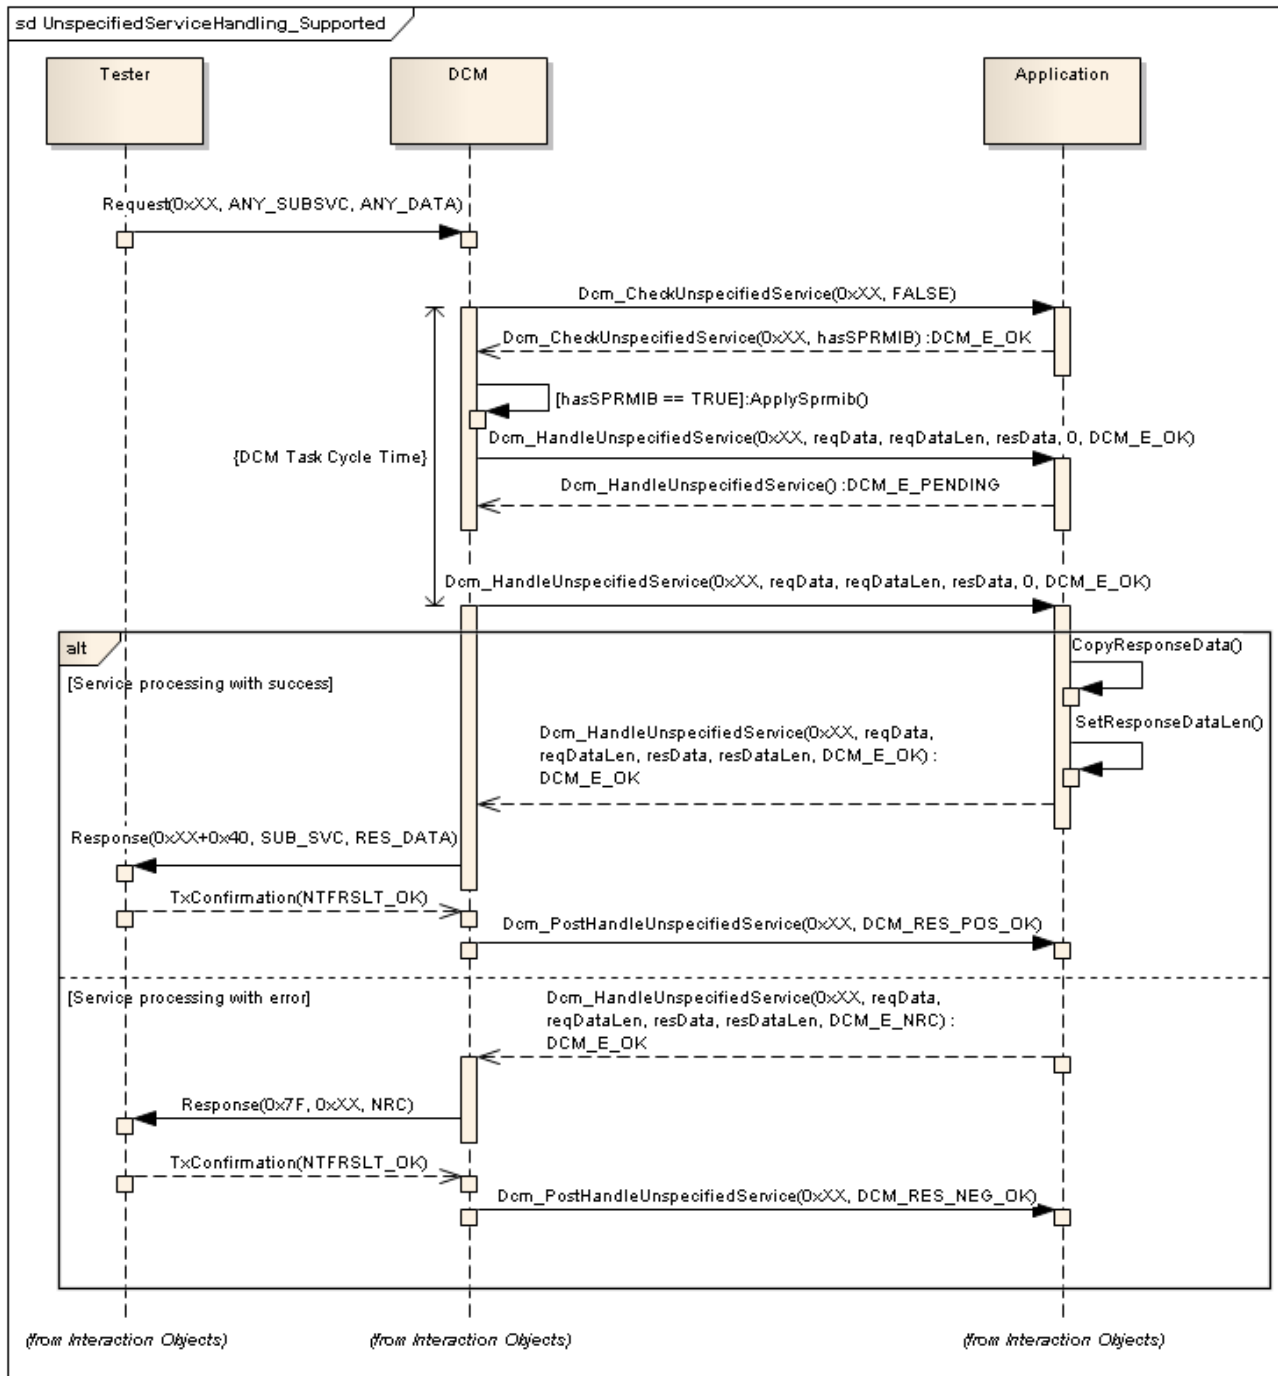 sd UnspecifiedServiceHandling_Supported
Tester
DCM
Application
Request(0xXX, ANY_SUBSVC, ANY_DATA)
Dcm_CheckUnspecifiedService(0xXX, FALSE)
Dcm_CheckUnspecifiedService(0xXX, hasSPRMIB) :DCM_E_OK
[hasSPRMIB == TRUE]:ApplySprmib()
Dcm_HandleUnspecifiedService(0xXX, reqData, reqDataLen, resData, 0, DCM_E_OK)
{DCM Task Cycle Time}
Dcm_HandleUnspecifiedService() :DCM_E_PENDING
Dcm_HandleUnspecifiedService(0xXX, reqData, reqDataLen, resData, 0, DCM_E_OK)
alt
CopyResponseData()
[Service processing with success]
SetResponseDataLen()
Dcm_HandleUnspecifiedService(0xXX, reqData,
reqDataLen, resData, resDataLen, DCM_E_OK) :
DCM_E_OK
Response(0xXX+0x40, SUB_SVC, RES_DATA)
TxConfirmation(NTFRSLT_OK)
Dcm_PostHandleUnspecifiedService(0xXX, DCM_RES_POS_OK)
[Service processing with error]
Dcm_HandleUnspecifiedService(0xXX, reqData,
reqDataLen, resData, resDataLen, DCM_E_NRC) :
DCM_E_OK
Response(0x7F, 0xXX, NRC)
TxConfirmation(NTFRSLT_OK)
Dcm_PostHandleUnspecifiedService(0xXX, DCM_RES_NEG_OK)
(from Interaction Objects)
(from Interaction Objects)
(from Interaction Objects)